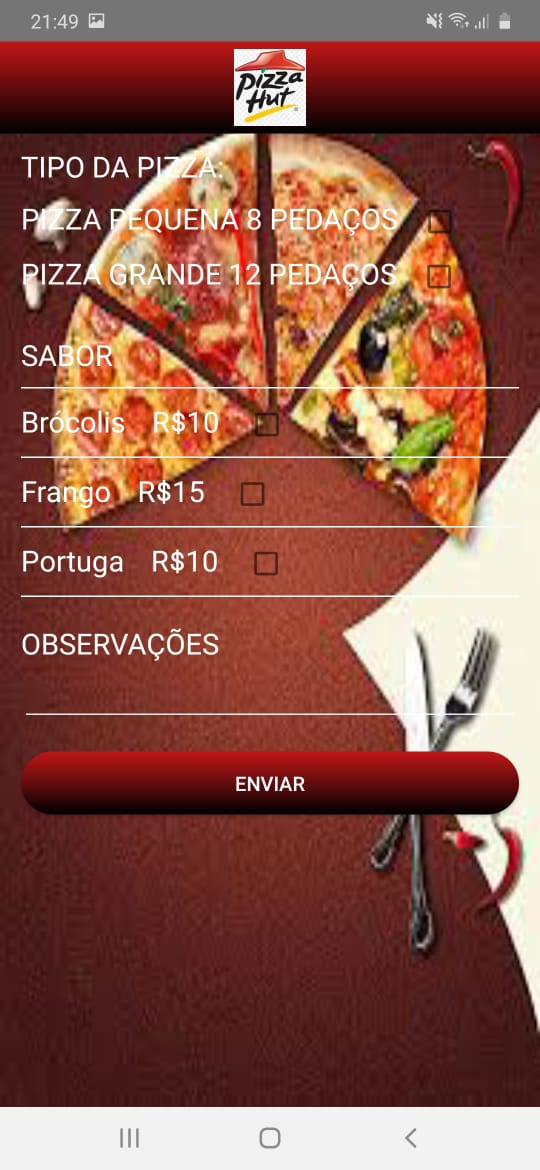 21:49
Pizza
Hut
TIPO DA PIZZA:
PIZZA PEQUENA 8 PEDAÇOS
PIZZA GRANDE 12 PEDAÇOS
SABOR
Brócolis R$10
Frango R$15
Portuga R$10
OBSERVAÇÕES
ENVIAR